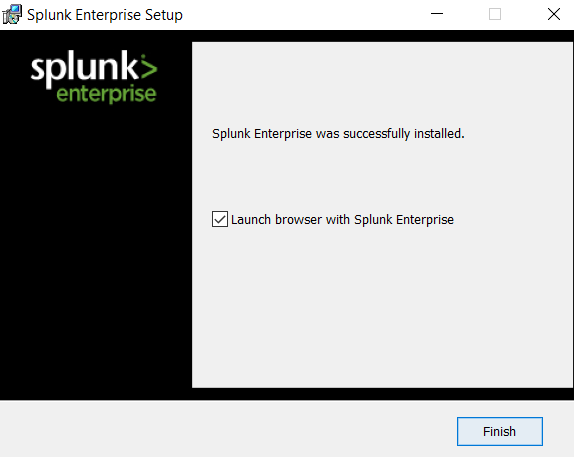 Splunk Enterprise Setup
splunk>
enterprise
Splunk Enterprise was successfully installed.
Launch browser with Splunk Enterprise
Finish